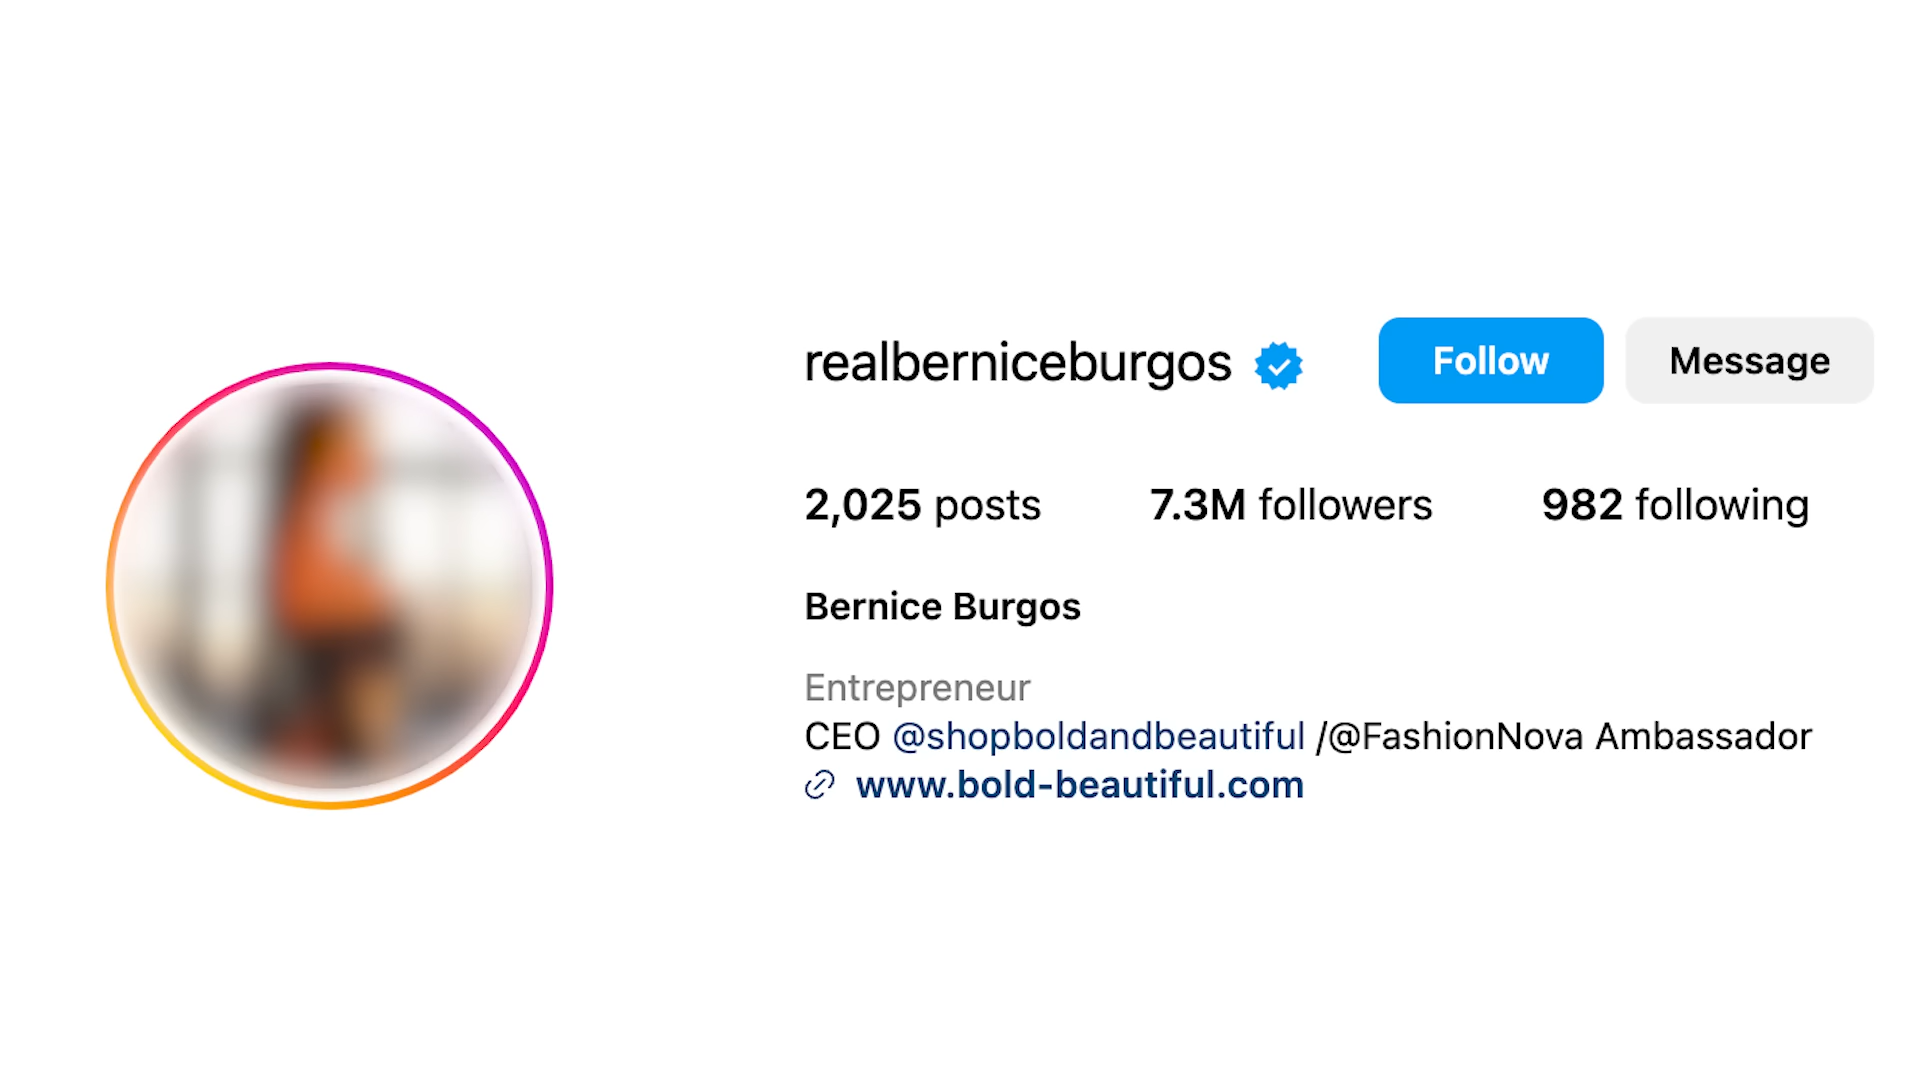 realberniceburgos Follow Message
2,025 posts 7.3M followers 982 following
Bernice Burgos
Entrepreneur
CEO @shopboldandbeautiful /@FashionNova Ambassador
www.bold-beautiful.com